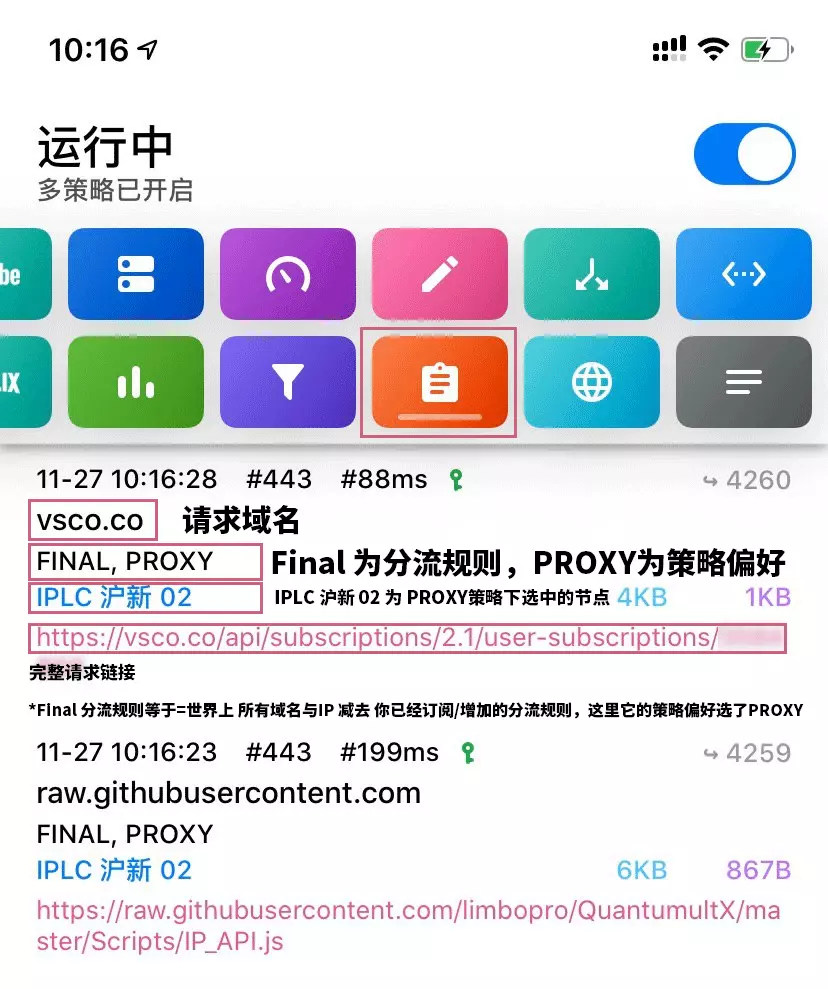 10:16
运行中
多策略已开启
be
IX
11-27 10:16:28 #443 #88ms 4260
vsco.co 请求域名
FINAL, PROXY Final 为分流规则，PROXY为策略偏好
IPLC 沪新 02 IPLC 沪新 02 为 PROXY策略下选中的节点 4KB 1KB
https://vsco.co/api/subscriptions/2.1/user-subscriptions/
完整请求链接
*Final 分流规则等于=世界上 所有域名与IP 减去 你已经订阅/增加的分流规则，这里它的策略偏好选了PROXY
11-27 10:16:23 #443 #199ms 4259
raw.githubusercontent.com
FINAL, PROXY
IPLC 沪新 02 6KB 867B
https://raw.githubusercontent.com/limbopro/QuantumultX/ma
ster/Scripts/IP_API.js